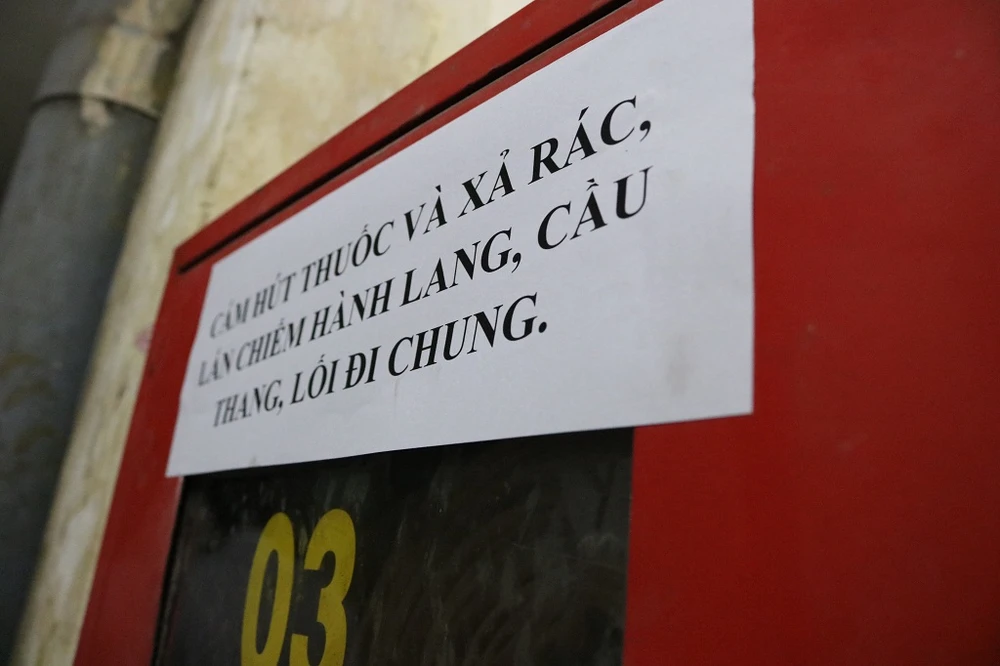 CẤM HÚT THUỐC VÀ XẢ RÁC,
LẤN CHIẾM HÀNH LANG, CẦU
THANG, LỐI ĐI CHUNG.
03